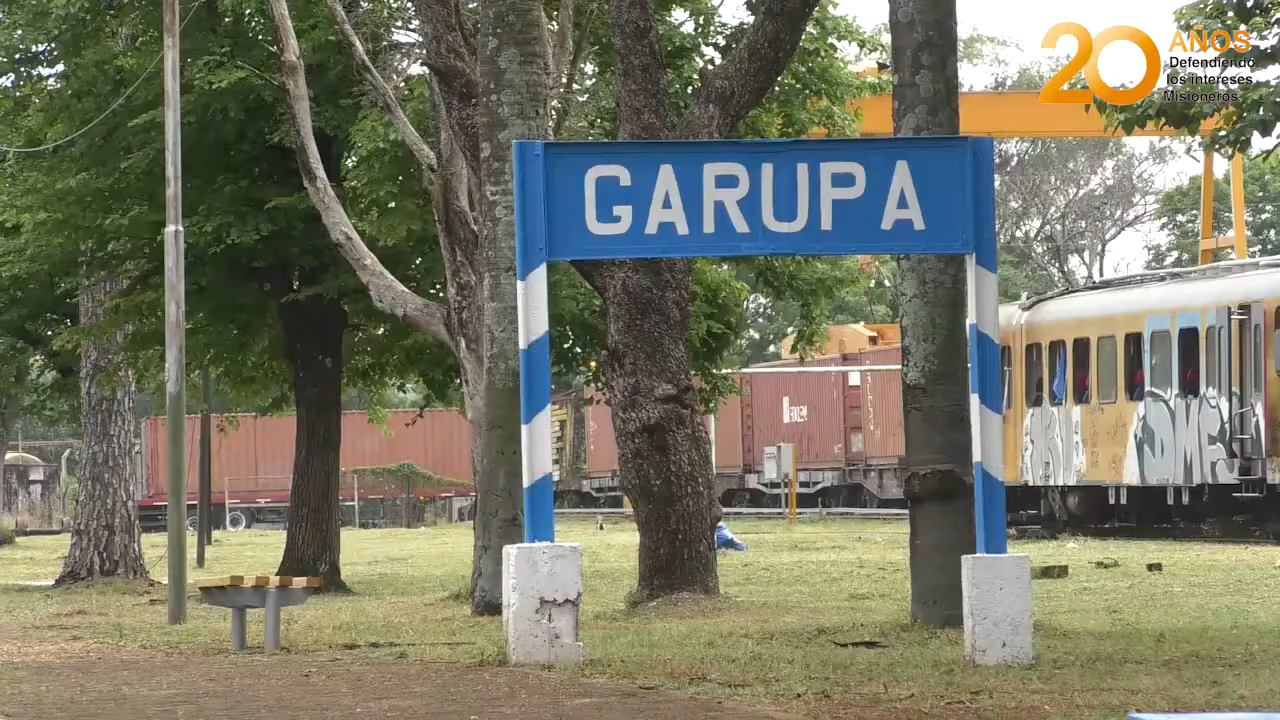 20 AÑOS
Defendiendo
los intereses
Misioneros
GARUPA